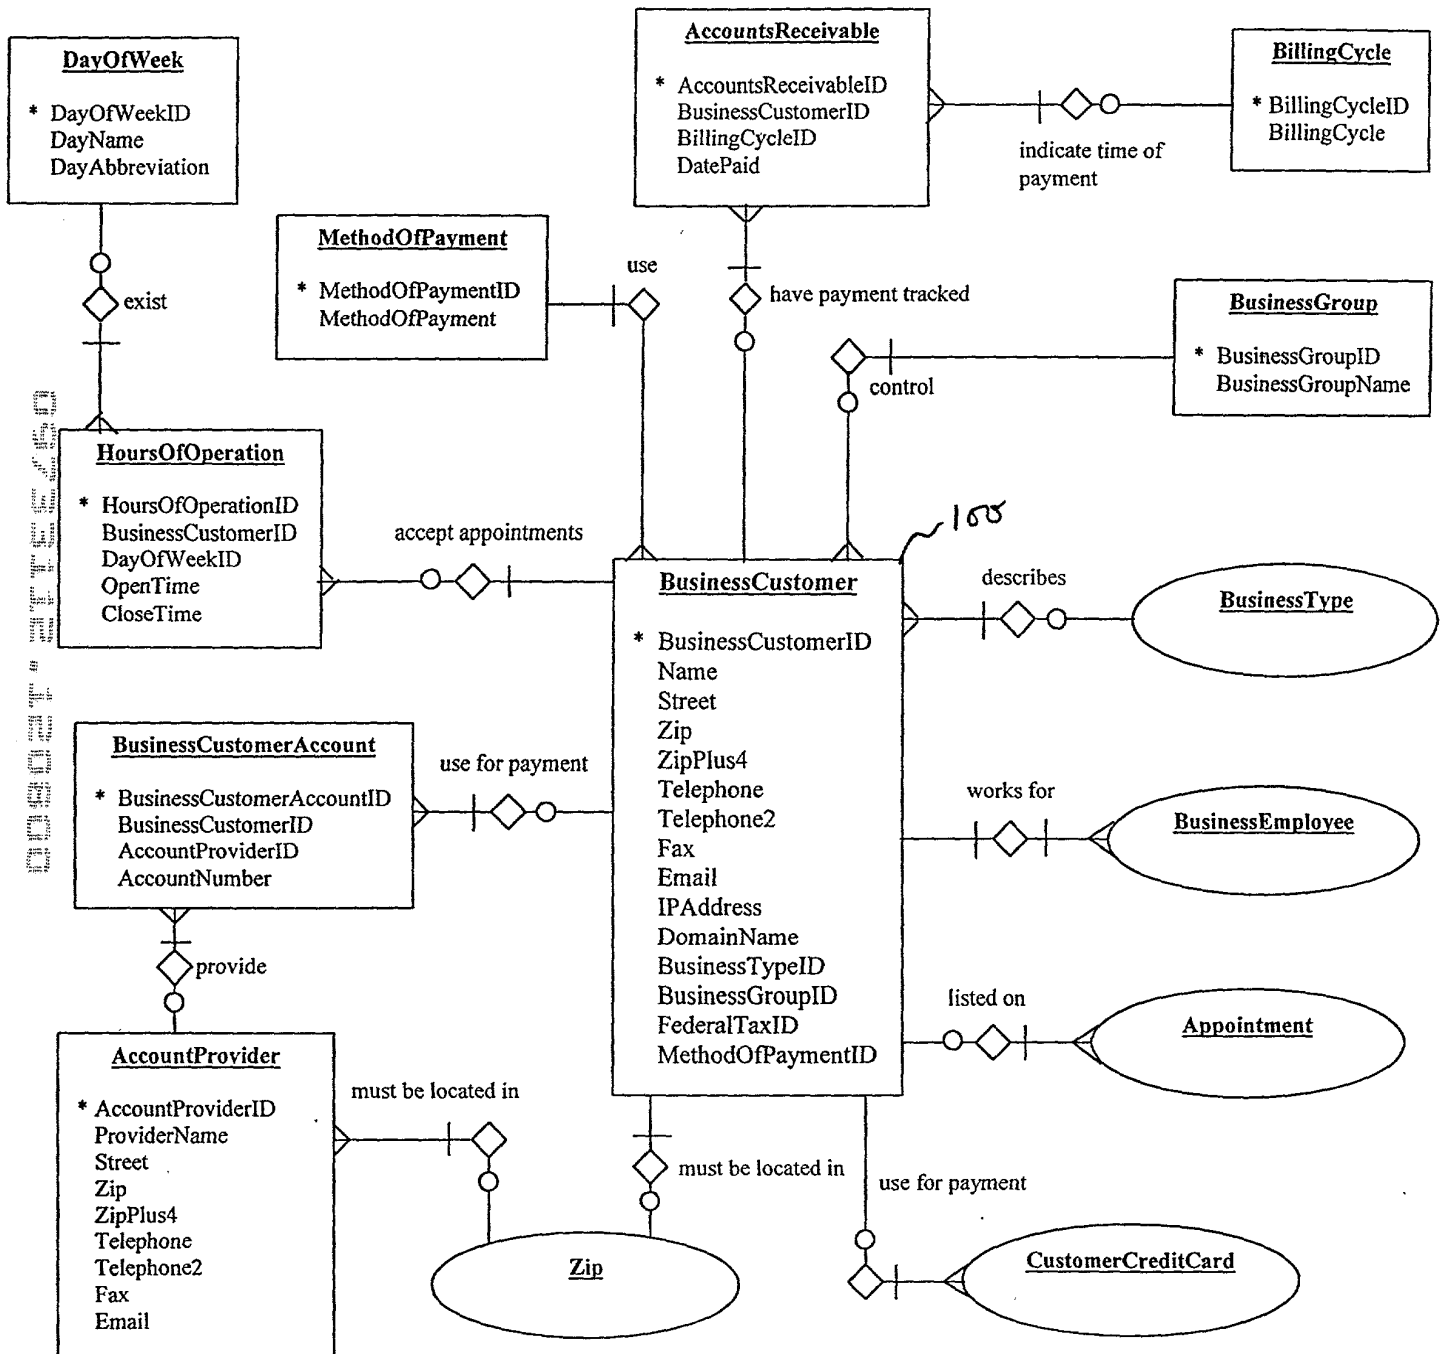 AccountsReceivable
* AccountsReceivableID
BusinessCustomerID
BillingCycleID
DatePaid
DayOfWeek
* DayOfWeekID
DayName
DayAbbreviation
BillingCycle
* BillingCycleID
BillingCycle
indicate time of
payment
MethodOfPayment
* MethodOfPaymentID
MethodOfPayment
use
have payment tracked
exist
BusinessGroup
* BusinessGroupID
BusinessGroupName
control
HoursOfOperation
* HoursOfOperationID
BusinessCustomerID
DayOfWeekID
OpenTime
CloseTime
accept appointments
100
BusinessCustomer
* BusinessCustomerID
Name
Street
Zip
ZipPlus4
Telephone
Telephone2
Fax
Email
IPAddress
DomainName
BusinessTypeID
BusinessGroupID
FederalTaxID
MethodOfPaymentID
describes
BusinessType
BusinessCustomerAccount
* BusinessCustomerAccountID
BusinessCustomerID
AccountProviderID
AccountNumber
use for payment
works for
BusinessEmployee
provide
listed on
Appointment
AccountProvider
* AccountProviderID
ProviderName
Street
Zip
ZipPlus4
Telephone
Telephone2
Fax
Email
must be located in
must be located in
use for payment
Zip
CustomerCreditCard